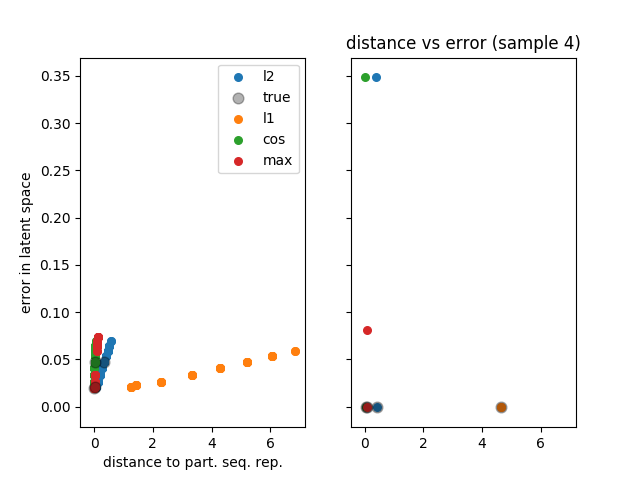 distance vs error (sample 4)
error in latent space
0.35
0.30
0.25
0.20
0.15
0.10
0.05
0.00
l2
true
l1
cos
max
0 2 4 6
0 2 4 6
distance to part. seq. rep.